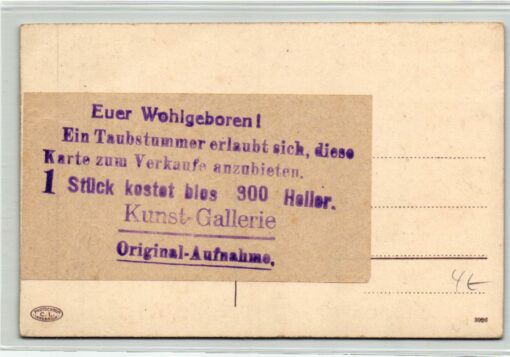 Euer Wohlgeboren!
Ein Taubstummer erlaubt sich, diese
Karte zum Verkaufe anzubieten.
1 Stück kostet blos 300 Heller.
Kunst-Gallerie
Original-Aufnahme.
4€